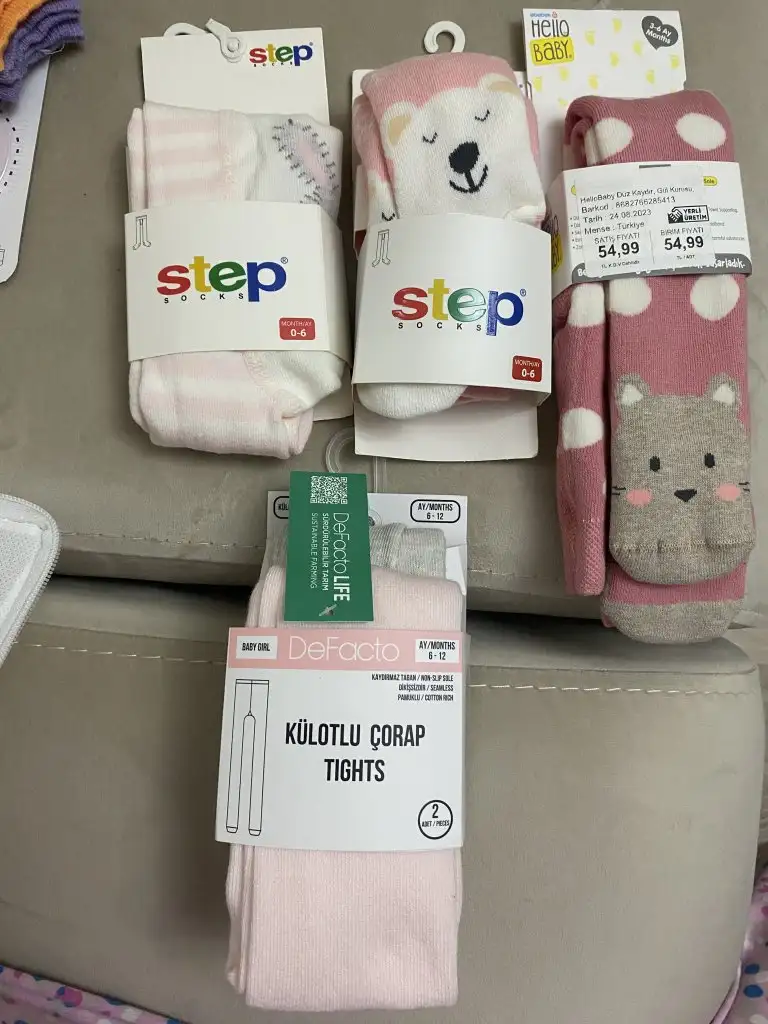 step®
SOCKS
step®
SOCKS
MONTH/AY
0-6
step®
SOCKS
MONTH/AY
0-6
HELLO
BABY
3-6 Ay
Months
HelloBaby Düz Kaydır, Gül Kurusu,
Barkod : 8682766285413
Tarih : 24.08.2023
Menşe : Türkiye
YERLİ
ÜRETİM
SATIŞ FİYATI
54,99
BİRİM FİYATI
54,99
TL / ADT
AY/MONTHS
6 - 12
DeFacto LIFE
SÜRDÜRÜLEBİLİR TARIM
SUSTAINABLE FARMING
BABY GIRL
DeFacto
AY/MONTHS
6 - 12
KAYDIRMAZ TABAN / NON-SLIP SOLE
DİKİŞSİZDİR / SEAMLESS
PAMUKLU / COTTON RICH
KÜLOTLU ÇORAP
TIGHTS
2
ADET / PIECES